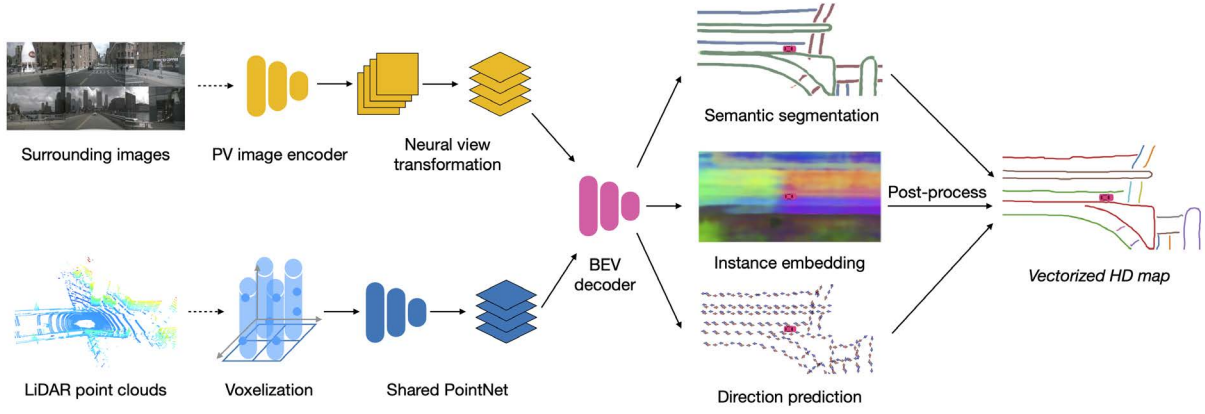 Surrounding images
PV image encoder
Neural view
transformation
Semantic segmentation
Post-process
BEV
decoder
Instance embedding
Vectorized HD map
LiDAR point clouds
Voxelization
Shared PointNet
Direction prediction